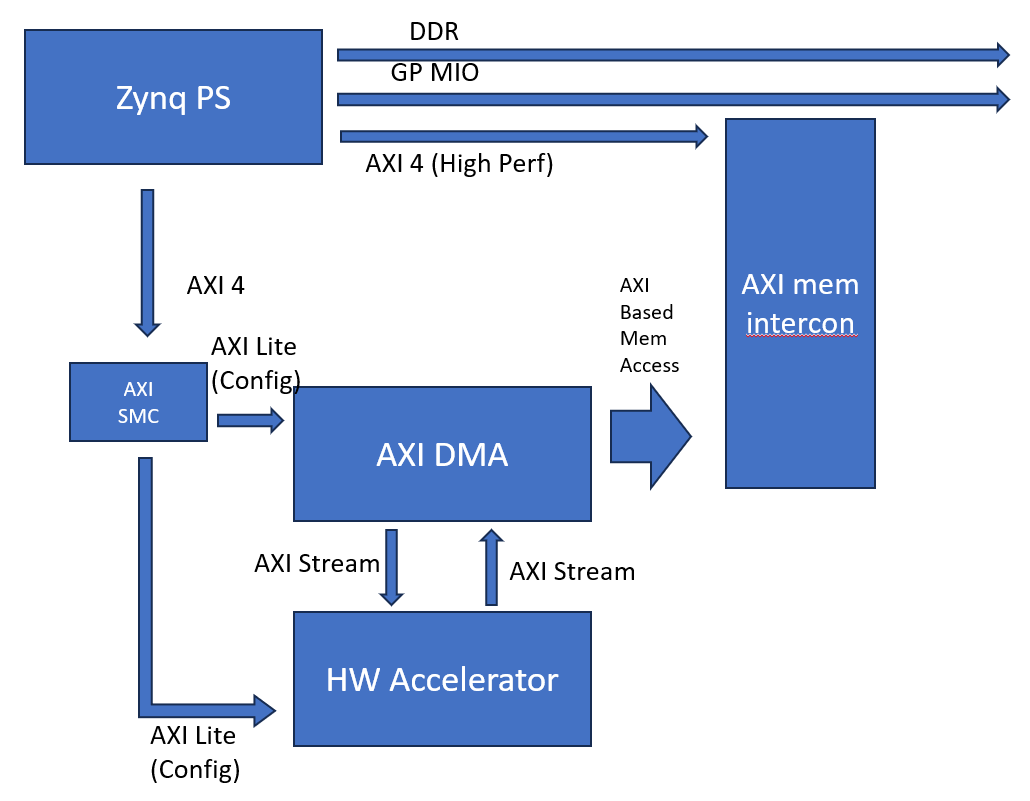 DDR
GP MIO
Zynq PS
AXI 4 (High Perf)
AXI 4
AXI
Based
Mem
Access
AXI mem
intercon
AXI Lite
(Config)
AXI
SMC
AXI DMA
AXI Stream
AXI Stream
HW Accelerator
AXI Lite
(Config)